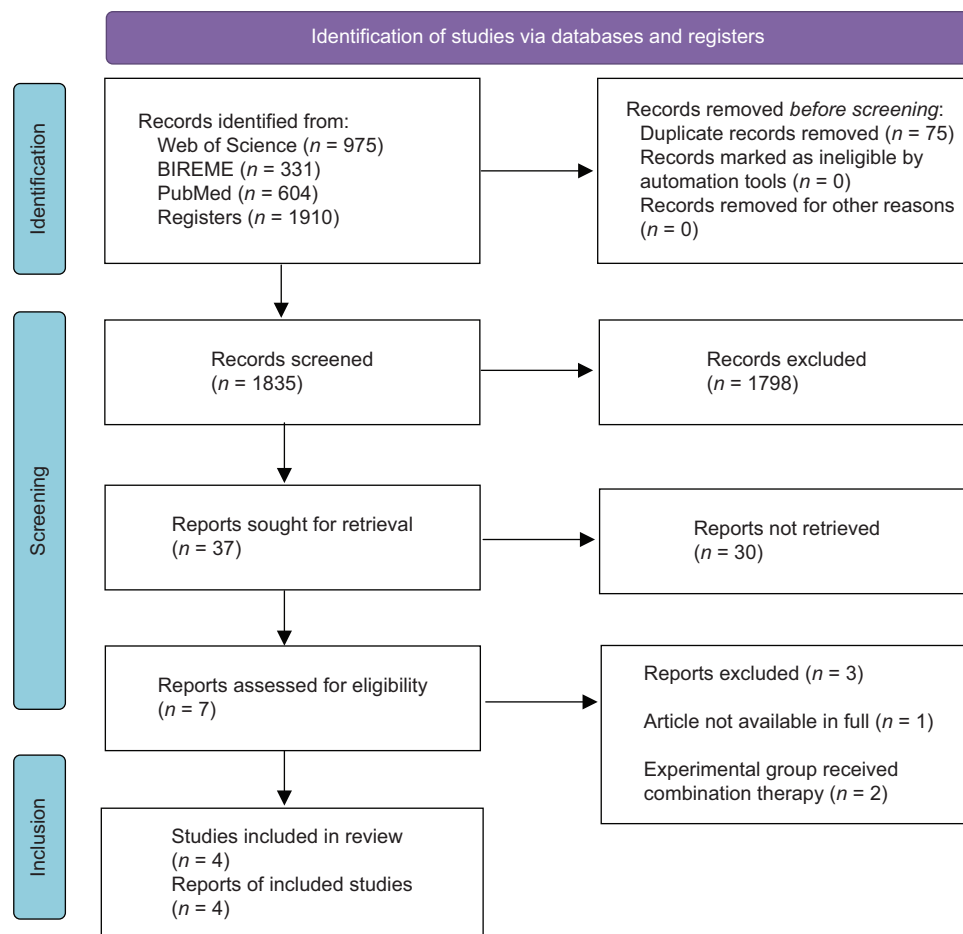 Identification of studies via databases and registers
Identification
Records identified from:
Web of Science (n = 975)
BIREME (n = 331)
PubMed (n = 604)
Registers (n = 1910)
Records removed before screening:
Duplicate records removed (n = 75)
Records marked as ineligible by
automation tools (n = 0)
Records removed for other reasons
(n = 0)
Screening
Records screened
(n = 1835)
Records excluded
(n = 1798)
Reports sought for retrieval
(n = 37)
Reports not retrieved
(n = 30)
Reports assessed for eligibility
(n = 7)
Reports excluded (n = 3)
Article not available in full (n = 1)
Experimental group received
combination therapy (n = 2)
Inclusion
Studies included in review
(n = 4)
Reports of included studies
(n = 4)